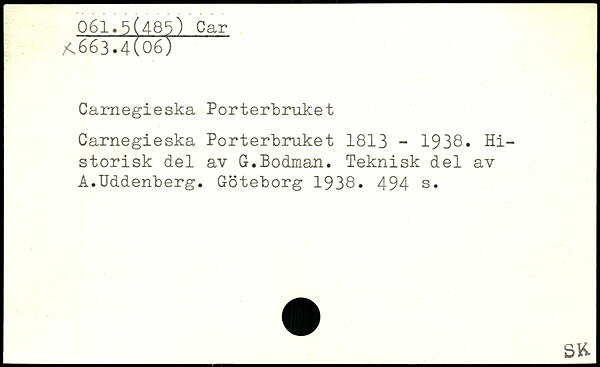 061.5(485) Car
x663.4(06)
Carnegieska Porterbruket
Carnegieska Porterbruket 1813 - 1938. Hi-
storisk del av G.Bodman. Teknisk del av
A.Uddenberg. Göteborg 1938. 494 s.
SK